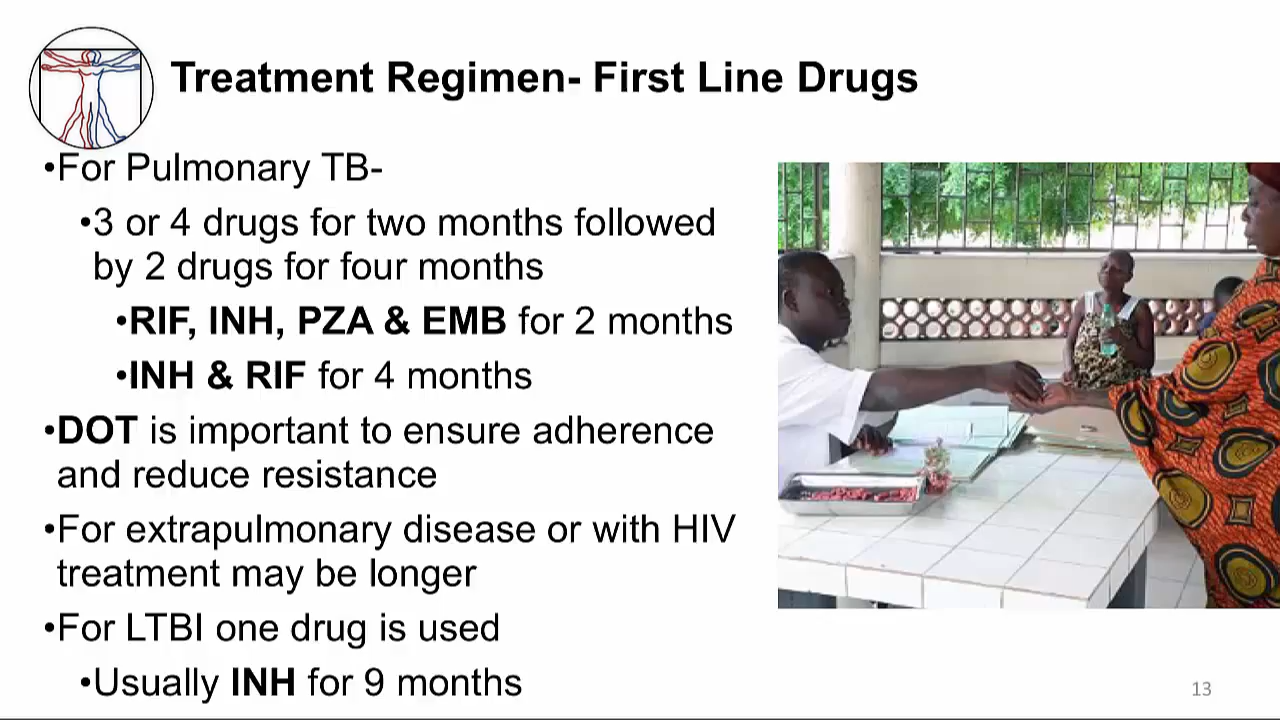 Treatment Regimen- First Line Drugs
•For Pulmonary TB-
•3 or 4 drugs for two months followed
by 2 drugs for four months
•RIF, INH, PZA & EMB for 2 months
•INH & RIF for 4 months
•DOT is important to ensure adherence
and reduce resistance
•For extrapulmonary disease or with HIV
treatment may be longer
•For LTBI one drug is used
•Usually INH for 9 months
13